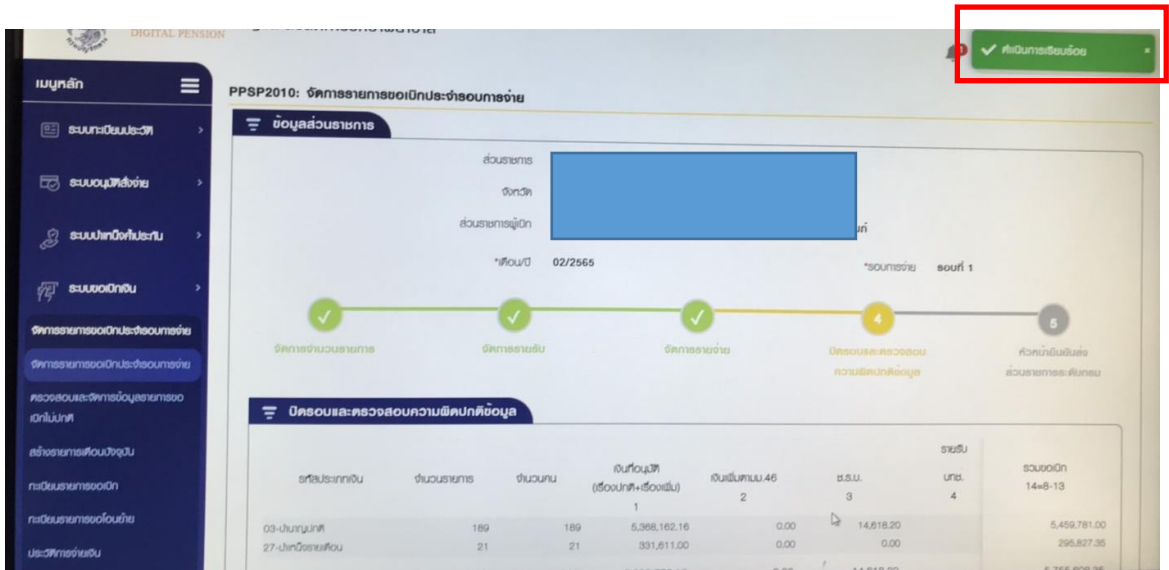 DIGITAL PENSION
ดำเนินการเรียบร้อย
เมนูหลัก
PPSP2010: จัดการรายการขอเบิกประจำรอบการจ่าย
ระบบทะเบียนประวัติ
ระบบอนุมัติสั่งจ่าย
ระบบบำเหน็จค้ำประกัน
ระบบขอเบิกเงิน
จัดการรายการขอเบิกประจำรอบการจ่าย
จัดการรายการขอเบิกประจำรอบการจ่าย
ตรวจสอบและจัดการข้อมูลรายการขอ
เบิกไม่ปกติ
สร้างรายการเดือนปัจจุบัน
ทะเบียนรายการขอเบิก
ทะเบียนรายการขอโอนย้าย
ประวัติการจ่ายเงิน
ข้อมูลส่วนราชการ
ส่วนราชการ
จังหวัด
ส่วนราชการผู้เบิก
*เดือน/ปี 02/2565 *รอบการจ่าย รอบที่ 1
4 5
จัดการจำนวนรายการ จัดการรายรับ จัดการรายจ่าย ปิดรอบและตรวจสอบ หัวหน้ายืนยันส่ง
ความผิดปกติข้อมูล ส่วนราชการระดับกรม
ปิดรอบและตรวจสอบความผิดปกติข้อมูล
รายรับ
รหัสประเภทเงิน จำนวนรายการ จำนวนคน เงินที่อนุมัติ เงินเพิ่มตามม.46 ช.ร.บ. บทช. รวมขอเบิก
(เรื่องปกติ+เรื่องเพิ่ม) 2 3 4 14=8-13
1
03-บำนาญปกติ 189 189 5,368,162.16 0.00 14,618.20 5,459,781.00
27-บำเหน็จรายเดือน 21 21 331,611.00 0.00 0.00 295,827.35